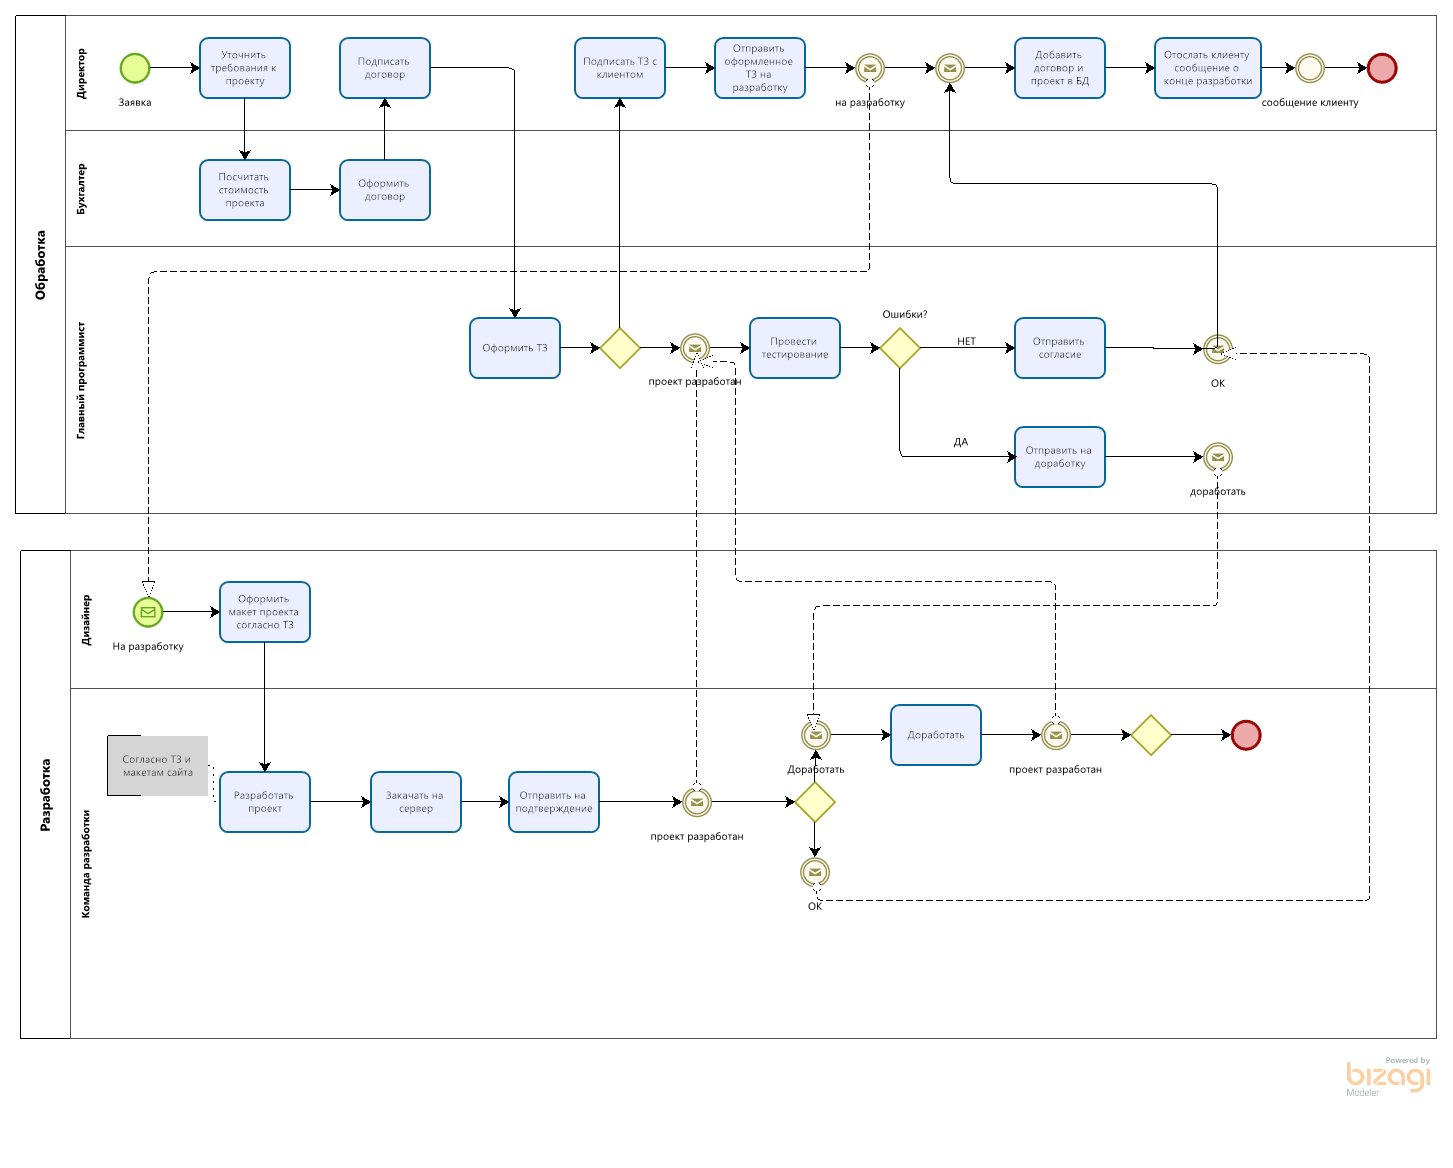 Обработка
Директор
Заявка
Уточнить
требования к
проекту
Подписать
договор
Подписать ТЗ с
клиентом
Отправить
оформленное
ТЗ на
разработку
на разработку
Добавить
договор и
проект в БД
Отослать клиенту
сообщение о
конце разработки
сообщение клиенту
Бухгалтер
Посчитать
стоимость
проекта
Оформить
договор
Главный программист
Оформить ТЗ
проект разработан
Провести
тестирование
Ошибки?
НЕТ
Отправить
согласие
ОК
ДА
Отправить на
доработку
доработать
Разработка
Дизайнер
На разработку
Оформить
макет проекта
согласно ТЗ
Команда разработки
Согласно ТЗ и
макетам сайта
Разработать
проект
Закачать на
сервер
Отправить на
подтверждение
проект разработан
Доработать
Доработать
проект разработан
ОК
Powered by
bizagi
Modeler